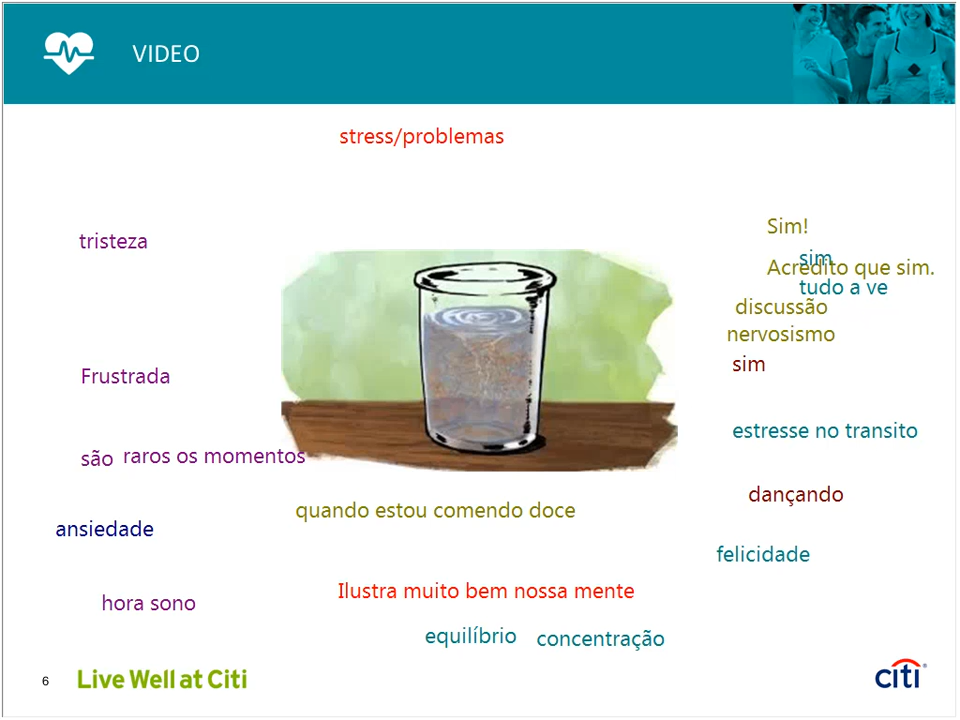 VIDEO
stress/problemas
Sim!
tristeza
sim
Acredito que sim.
tudo a ve
discussão
nervosismo
sim
Frustrada
estresse no transito
são raros os momentos
dançando
quando estou comendo doce
ansiedade
felicidade
Ilustra muito bem nossa mente
hora sono
equilíbrio concentração
6 Live Well at Citi
citi